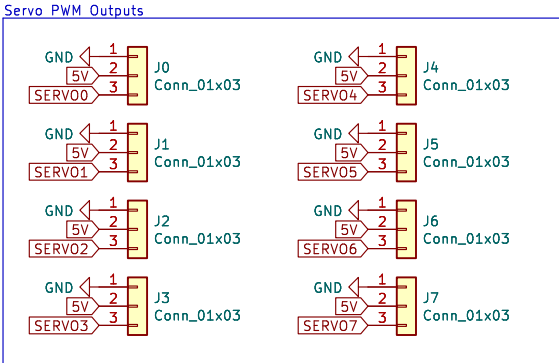 Servo PWM Outputs
GND 1
5V 2
SERVO0 3
J0
Conn_01x03
GND 1
5V 2
SERVO4 3
J4
Conn_01x03
GND 1
5V 2
SERVO1 3
J1
Conn_01x03
GND 1
5V 2
SERVO5 3
J5
Conn_01x03
GND 1
5V 2
SERVO2 3
J2
Conn_01x03
GND 1
5V 2
SERVO6 3
J6
Conn_01x03
GND 1
5V 2
SERVO3 3
J3
Conn_01x03
GND 1
5V 2
SERVO7 3
J7
Conn_01x03